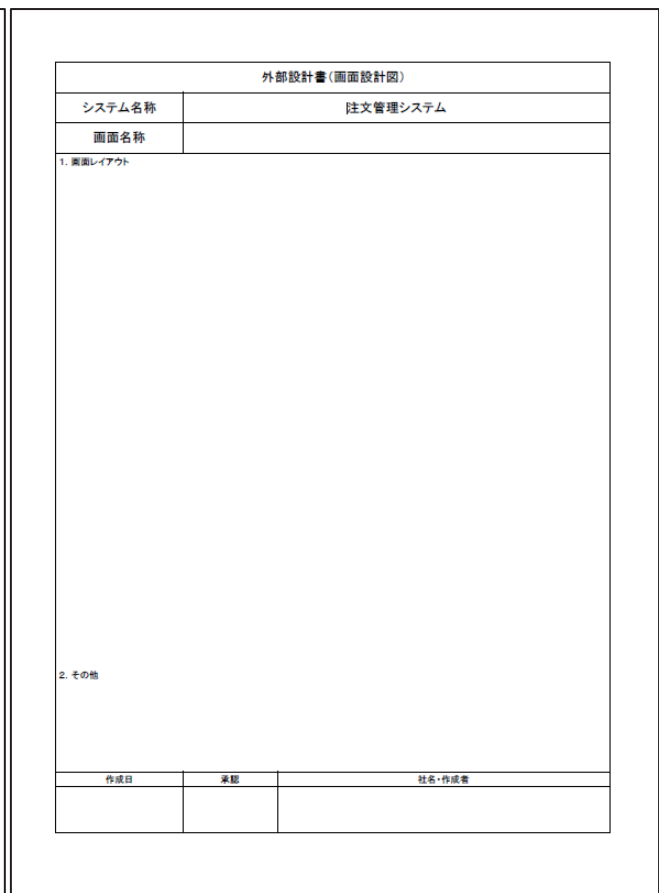 外部設計書(画面設計図)
システム名称 注文管理システム
画面名称
1. 画面レイアウト
2. その他
作成日 承認 社名・作成者